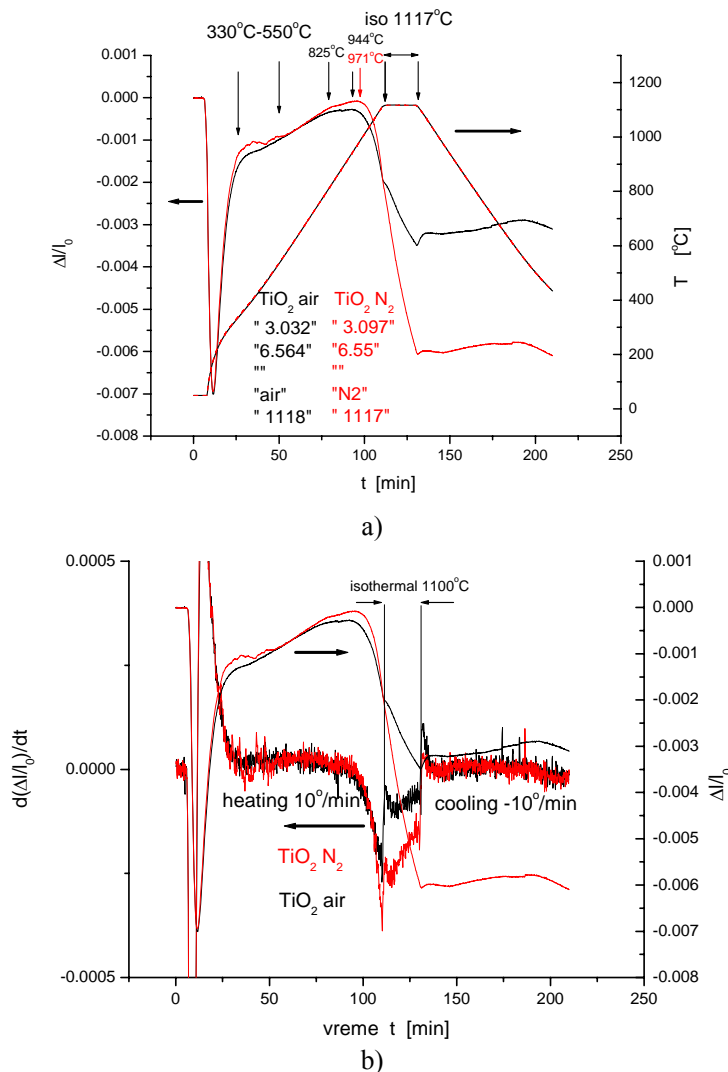 330°C-550°C
iso 1117°C
825°C
944°C
971°C
0.001
0.000
-0.001
-0.002
-0.003
-0.004
-0.005
-0.006
-0.007
-0.008
Δl/l₀
1200
1000
800
600
400
200
0
T [°C]
TiO₂ air TiO₂ N₂
" 3.032" " 3.097"
"6.564" "6.55"
"" ""
"air" "N2"
" 1118" " 1117"
0 50 100 150 200 250
t [min]
a)
0.0005
0.0000
-0.0005
d(Δl/l₀)/dt
isothermal 1100°C
0.001
0.000
-0.001
-0.002
-0.003
-0.004
-0.005
-0.006
-0.007
-0.008
Δl/l₀
heating 10°/min
cooling -10°/min
TiO₂ N₂
TiO₂ air
0 50 100 150 200 250
vreme t [min]
b)